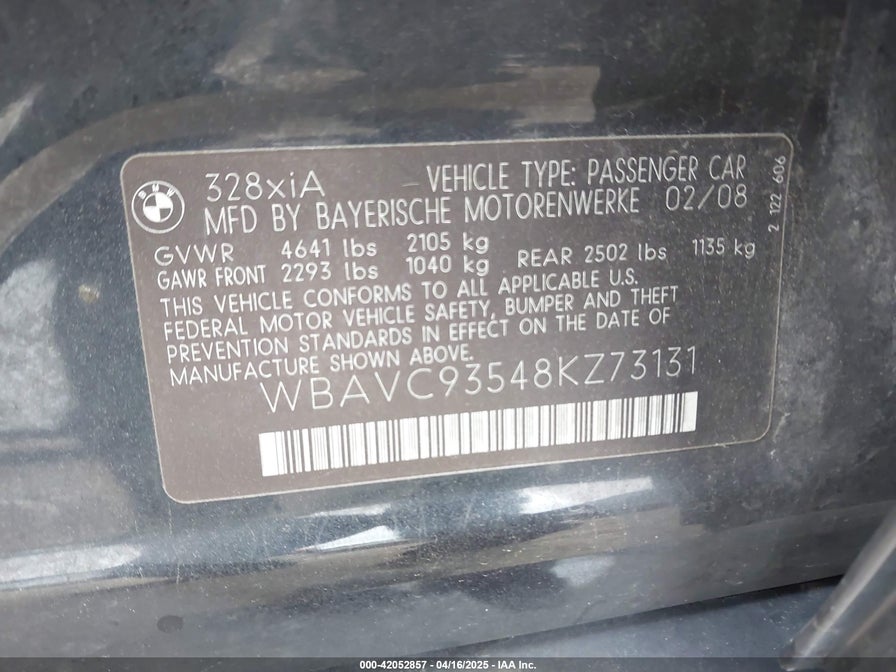 BMW
328xiA VEHICLE TYPE: PASSENGER CAR
MFD BY BAYERISCHE MOTORENWERKE 02/08
GVWR 4641 lbs 2105 kg
GAWR FRONT 2293 lbs 1040 kg REAR 2502 lbs 1135 kg
THIS VEHICLE CONFORMS TO ALL APPLICABLE U.S.
FEDERAL MOTOR VEHICLE SAFETY, BUMPER AND THEFT
PREVENTION STANDARDS IN EFFECT ON THE DATE OF
MANUFACTURE SHOWN ABOVE.
WBAVC93548KZ73131
2 122 606
000-42052857 - 04/16/2025 - IAA Inc.